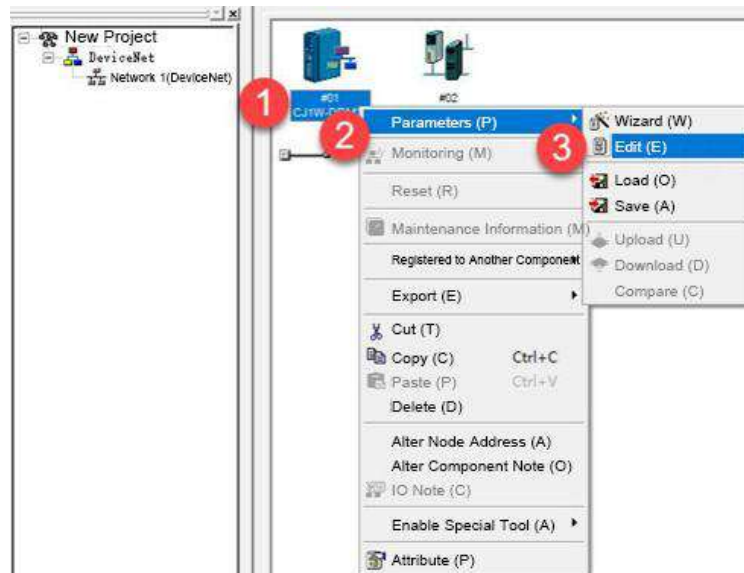 New Project
DeviceNet
Network 1(DeviceNet)
#01
#02
1
2
3
Parameters (P)
Monitoring (M)
Reset (R)
Maintenance Information (M)
Registered to Another Component
Export (E)
Cut (T)
Copy (C) Ctrl+C
Paste (P) Ctrl+V
Delete (D)
Alter Node Address (A)
Alter Component Note (O)
IO Note (C)
Enable Special Tool (A)
Attribute (P)
Wizard (W)
Edit (E)
Load (O)
Save (A)
Upload (U)
Download (D)
Compare (C)